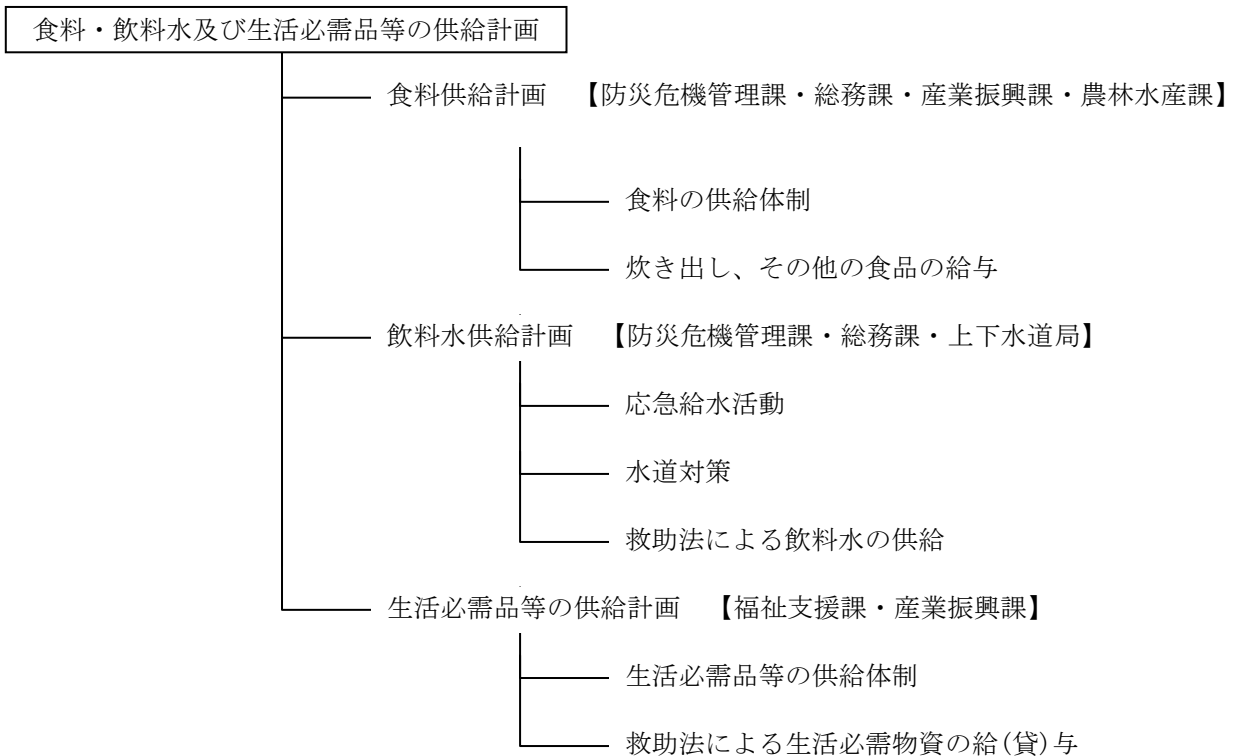 食料・飲料水及び生活必需品等の供給計画
食料供給計画　【防災危機管理課・総務課・産業振興課・農林水産課】
食料の供給体制
炊き出し、その他の食品の給与
飲料水供給計画　【防災危機管理課・総務課・上下水道局】
応急給水活動
水道対策
救助法による飲料水の供給
生活必需品等の供給計画　【福祉支援課・産業振興課】
生活必需品等の供給体制
救助法による生活必需物資の給(貸)与